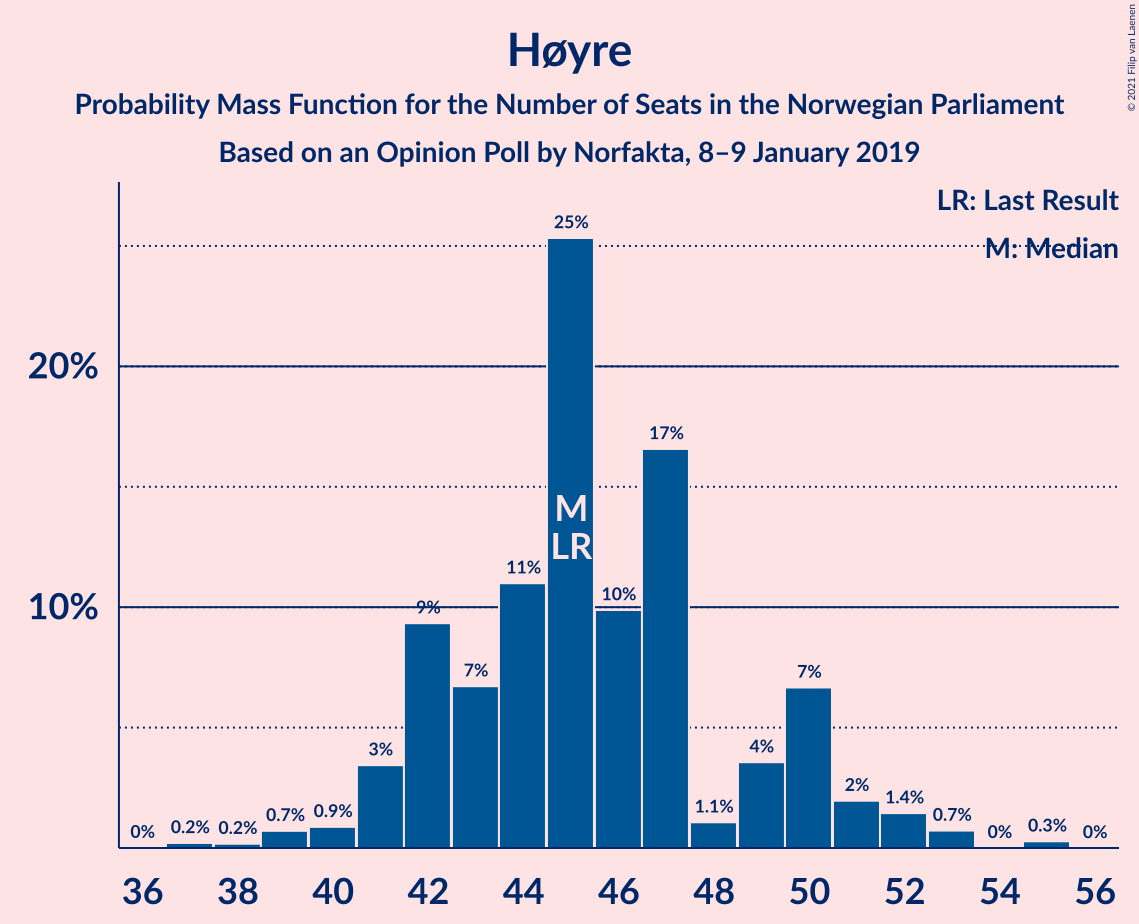 Høyre
Probability Mass Function for the Number of Seats in the Norwegian Parliament
Based on an Opinion Poll by Norfakta, 8–9 January 2019
© 2021 Filip van Laenen
LR: Last Result
M: Median
20%
10%
0%
0.2%
0.2%
0.7%
0.9%
3%
9%
7%
11%
25%
M
LR
10%
17%
1.1%
4%
7%
2%
1.4%
0.7%
0%
0.3%
0%
36 38 40 42 44 46 48 50 52 54 56